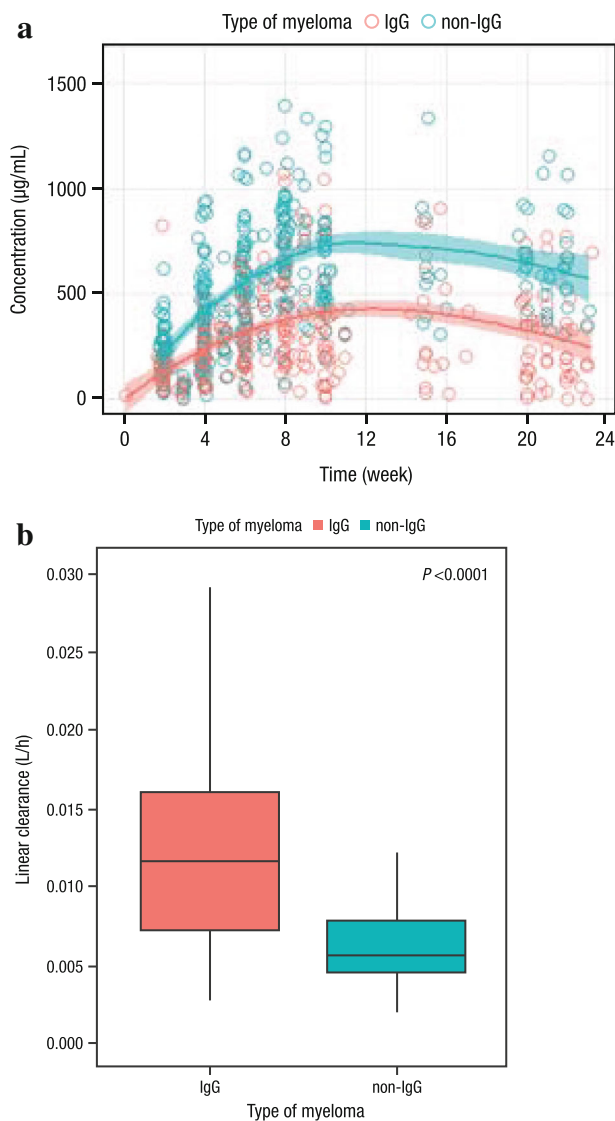 a
Type of myeloma IgG non-IgG
Concentration (µg/mL)
1500
1000
500
0
0 4 8 12 16 20 24
Time (week)
b
Type of myeloma IgG non-IgG
P <0.0001
Linear clearance (L/h)
0.030
0.025
0.020
0.015
0.010
0.005
0.000
IgG non-IgG
Type of myeloma